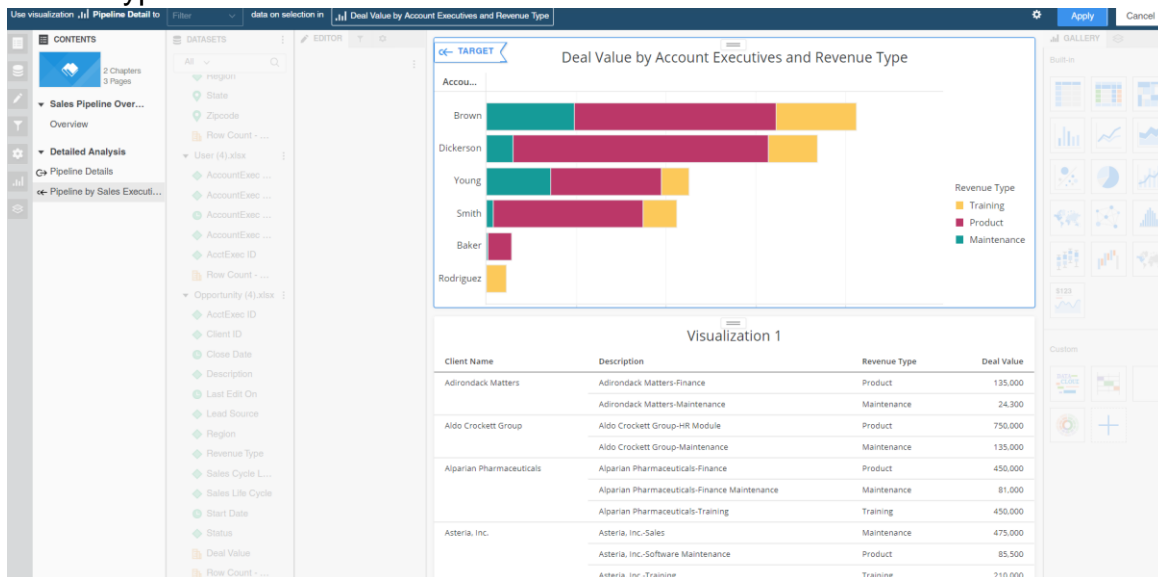 Use visualization Pipeline Detail to Filter data on selection in Deal Value by Account Executives and Revenue Type Apply Cancel
CONTENTS
2 Chapters
3 Pages
Sales Pipeline Over...
Overview
Detailed Analysis
Pipeline Details
Pipeline by Sales Executi...
DATASETS
All
Region
State
Zipcode
Row Count - ...
User (4).xlsx
AccountExec ...
AccountExec ...
AccountExec ...
AccountExec ...
AcctExec ID
Row Count - ...
Opportunity (4).xlsx
AcctExec ID
Client ID
Close Date
Description
Last Edit On
Lead Source
Region
Revenue Type
Sales Cycle L...
Sales Life Cycle
Start Date
Status
Deal Value
Row Count - ...
EDITOR
TARGET
Deal Value by Account Executives and Revenue Type
Accou...
Brown
Dickerson
Young
Smith
Baker
Rodriguez
Revenue Type
Training
Product
Maintenance
Visualization 1
Client Name Description Revenue Type Deal Value
Adirondack Matters Adirondack Matters-Finance Product 135,000
Adirondack Matters-Maintenance Maintenance 24,300
Aldo Crockett Group Aldo Crockett Group-HR Module Product 750,000
Aldo Crockett Group-Maintenance Maintenance 135,000
Alparian Pharmaceuticals Alparian Pharmaceuticals-Finance Product 450,000
Alparian Pharmaceuticals-Finance Maintenance Maintenance 81,000
Alparian Pharmaceuticals-Training Training 450,000
Asteria, Inc. Asteria, Inc.-Sales Maintenance 475,000
Asteria, Inc.-Software Maintenance Product 85,500
Asteria, Inc.-Training Training 210,000
GALLERY
Built-in
$123
Custom